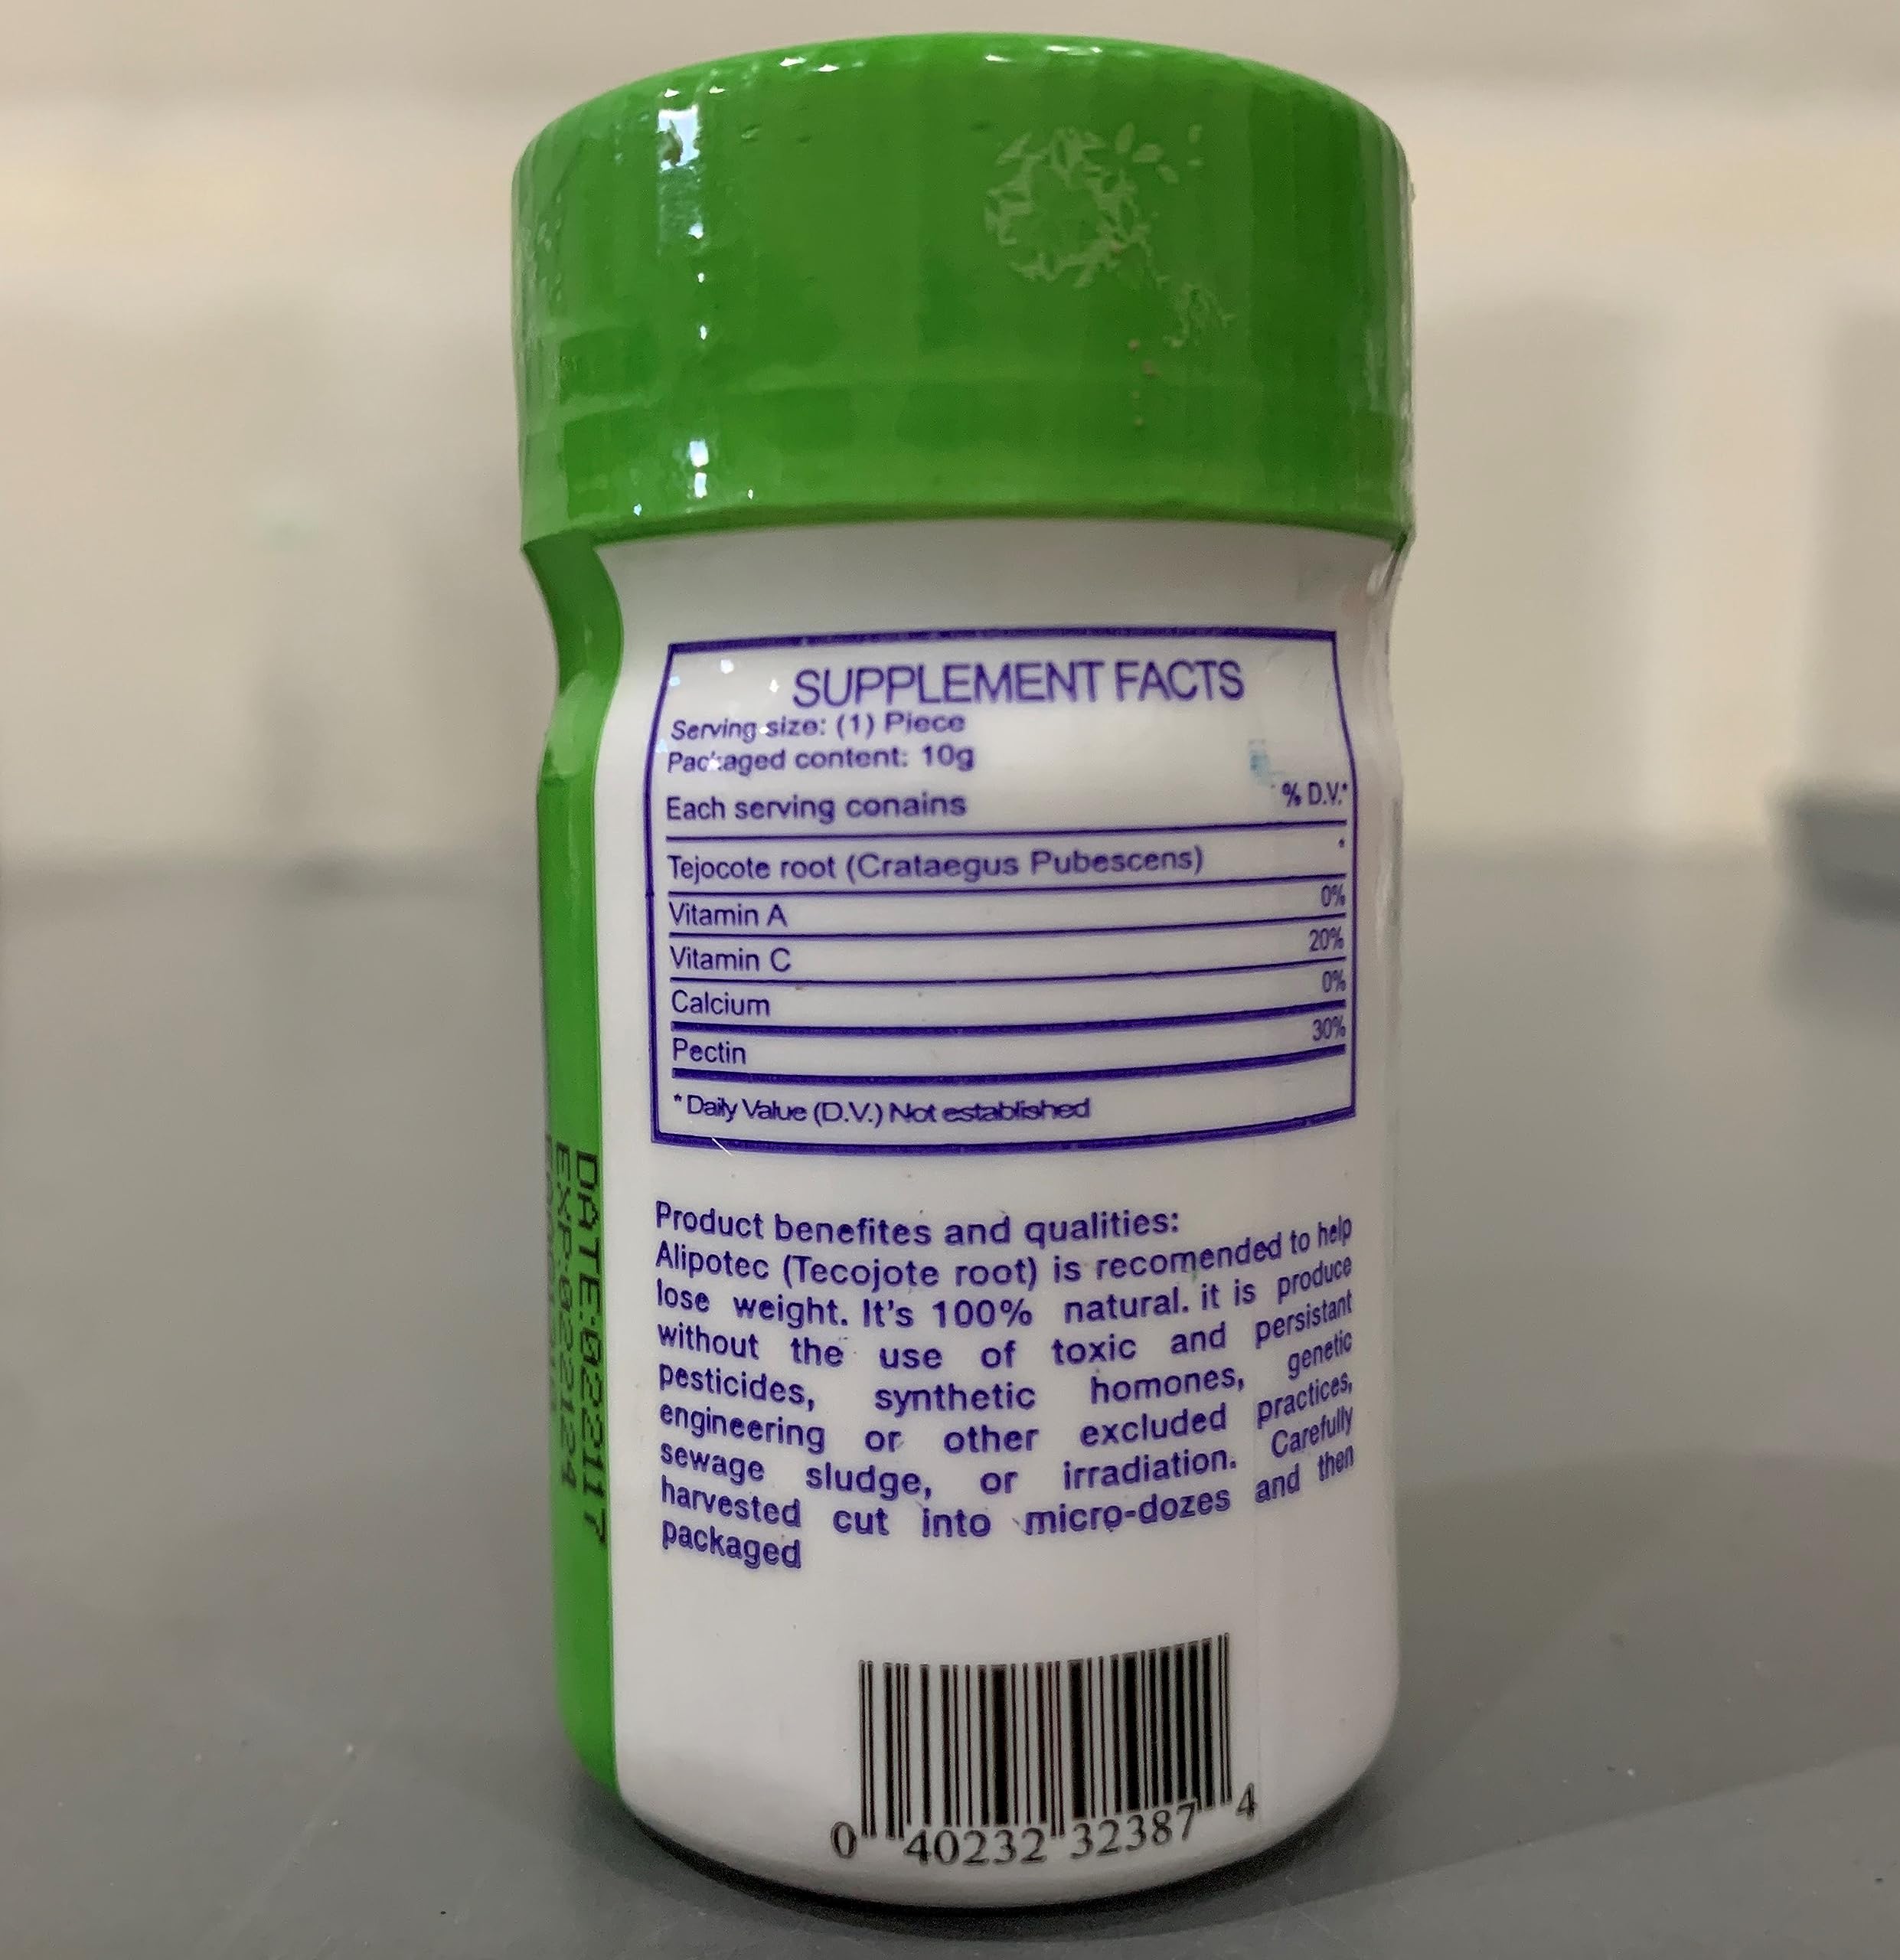 SUPPLEMENT FACTS
Serving size: (1) Piece
Packaged content: 10g
Each serving conains % D.V.*
Tejocote root (Crataegus Pubescens) *
Vitamin A 0%
Vitamin C 20%
Calcium 0%
Pectin 30%
* Daily Value (D.V.) Not established
Product benefites and qualities:
Alipotec (Tecojote root) is recomended to help
lose weight. It's 100% natural. it is produce
without the use of toxic and persistant
pesticides, synthetic homones, genetic
engineering or other excluded practices,
sewage sludge, or irradiation. Carefully
harvested cut into micro-dozes and then
packaged
0 40232 32387 4
DATE:022117
EXP:022124